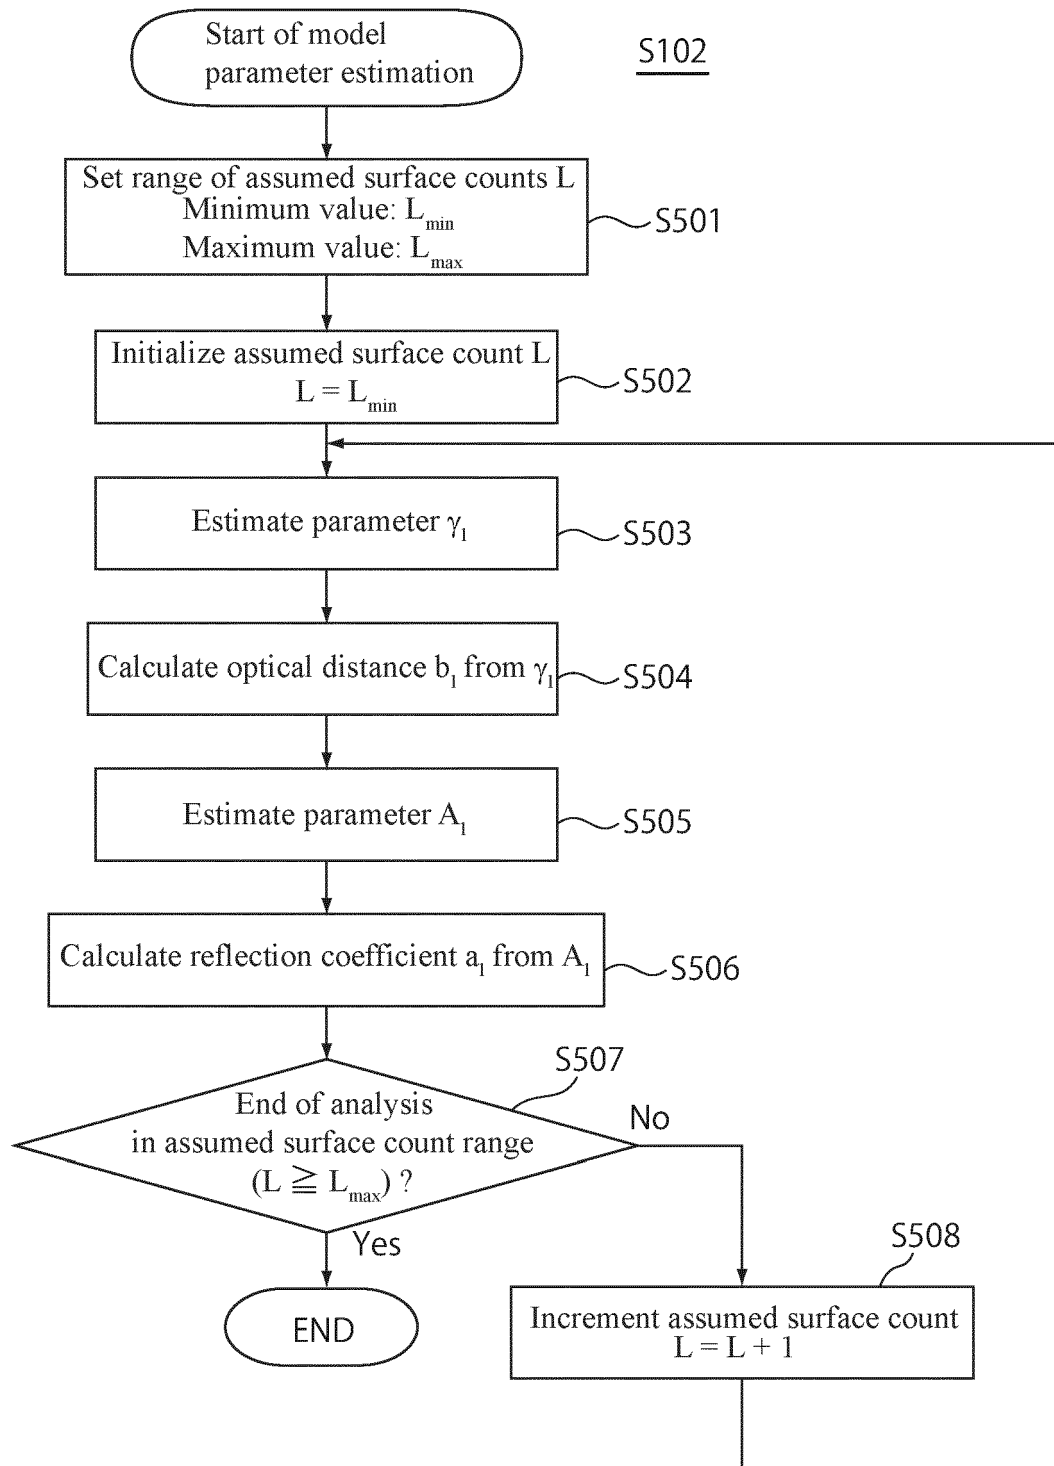 Start of model
parameter estimation
S102
Set range of assumed surface counts L
Minimum value: Lmin
Maximum value: Lmax
S501
Initialize assumed surface count L
L = Lmin
S502
Estimate parameter γl
S503
Calculate optical distance bl from γl
S504
Estimate parameter Al
S505
Calculate reflection coefficient al from Al
S506
S507
End of analysis
in assumed surface count range
(L ≧ Lmax) ?
No
Yes
S508
END
Increment assumed surface count
L = L + 1